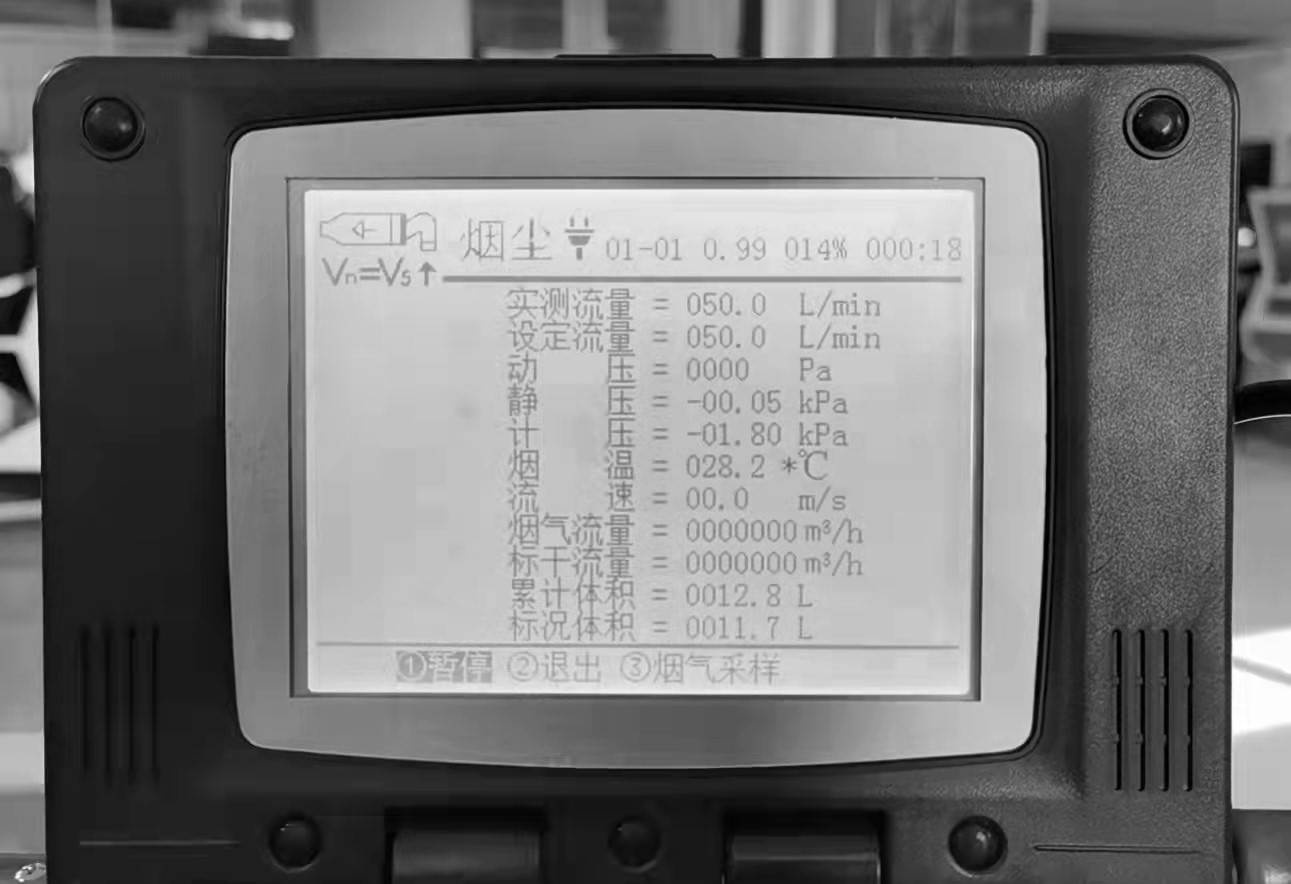 烟尘 01-01 0.99 014% 000:18
Vn=Vs↑
实测流量 = 050.0 L/min
设定流量 = 050.0 L/min
动 压 = 0000 Pa
静 压 = -00.05 kPa
计 压 = -01.80 kPa
烟 温 = 028.2 *℃
流 速 = 00.0 m/s
烟气流量 = 0000000 m³/h
标干流量 = 0000000 m³/h
累计体积 = 0012.8 L
标况体积 = 0011.7 L
①暂停 ②退出 ③烟气采样